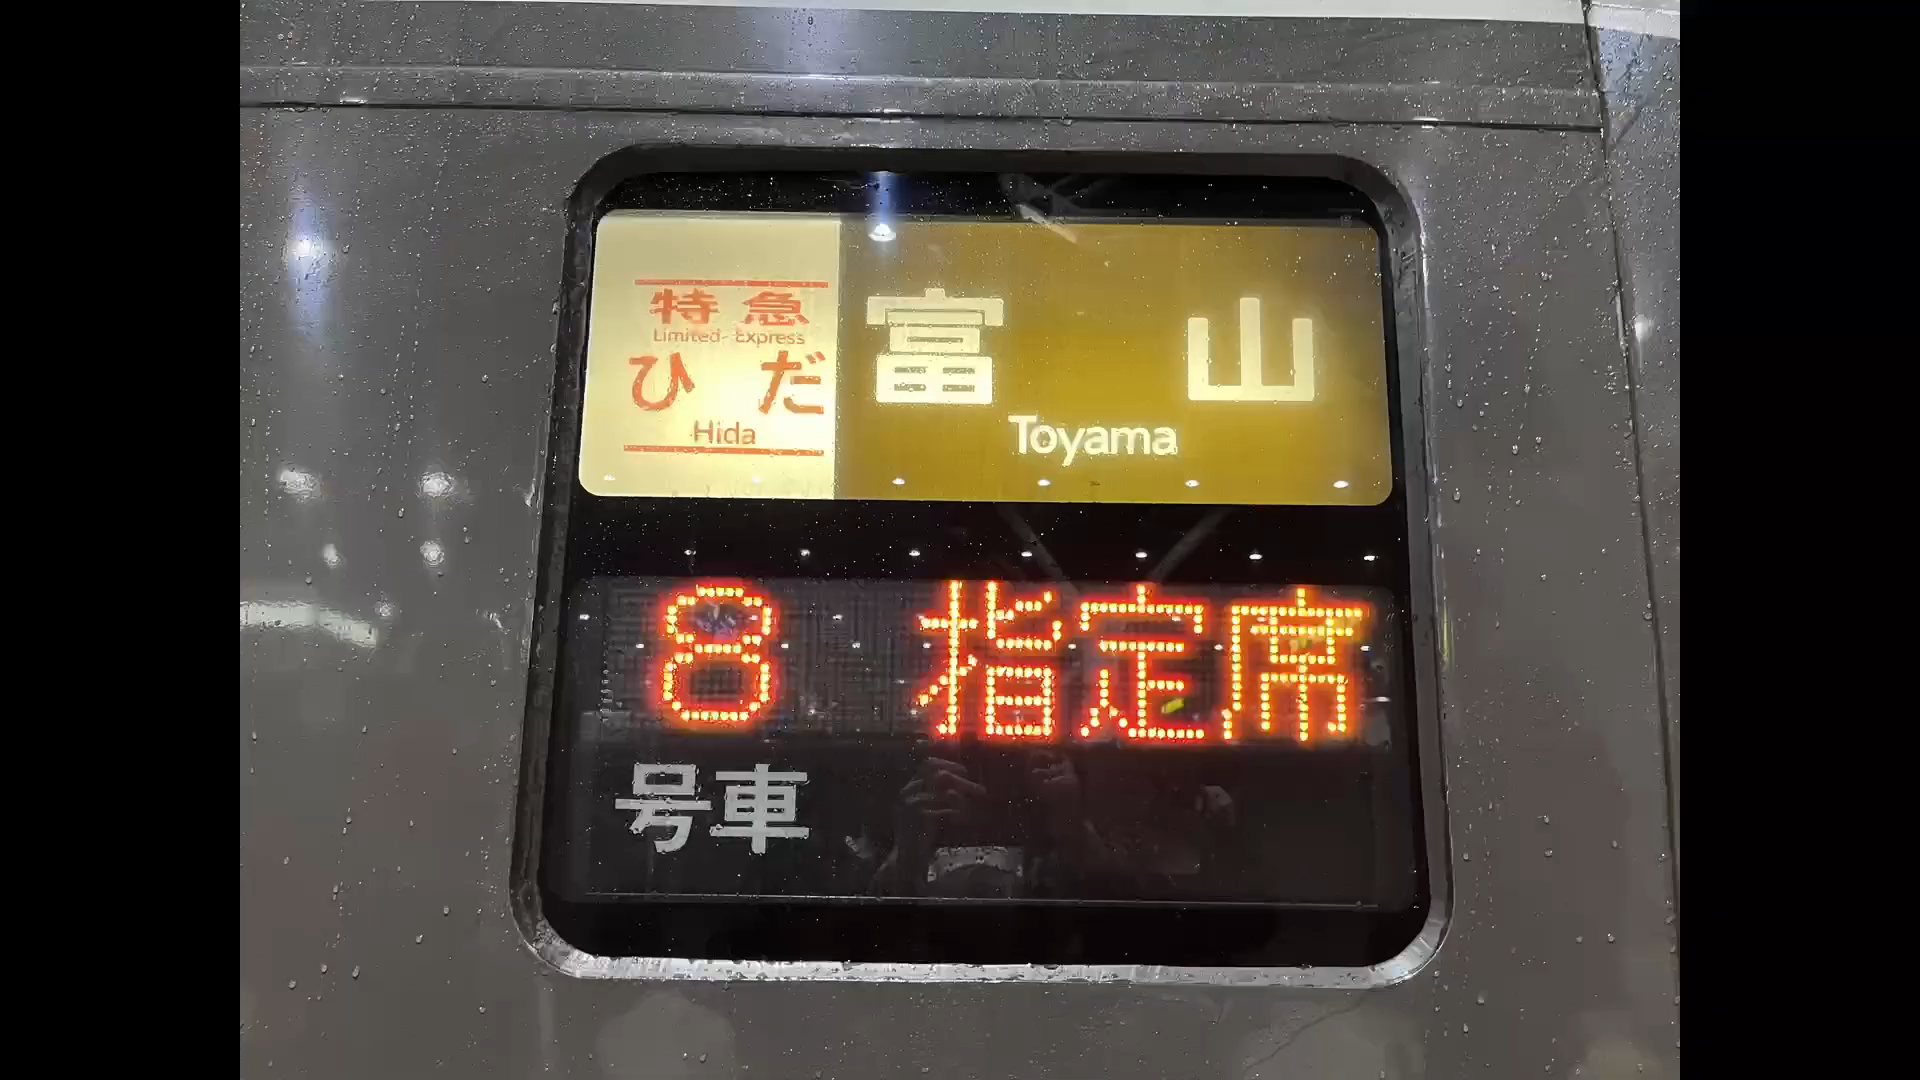 特急
Limited Express
ひだ
Hida
富山
Toyama
8 指定席
号車